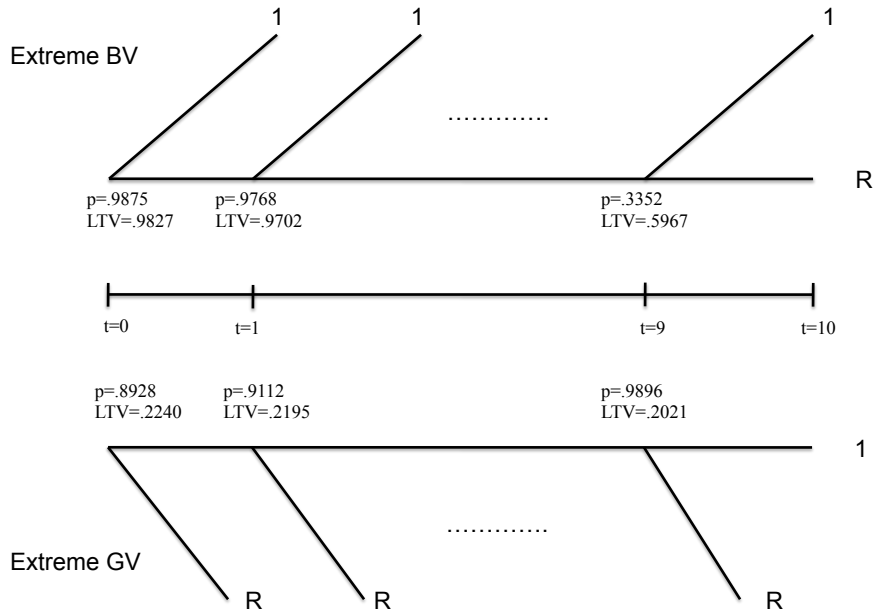 1 1 1
Extreme BV
.............
R
p=.9875 p=.9768 p=.3352
LTV=.9827 LTV=.9702 LTV=.5967
t=0 t=1 t=9 t=10
p=.8928 p=.9112 p=.9896
LTV=.2240 LTV=.2195 LTV=.2021
1
.............
Extreme GV
R R R